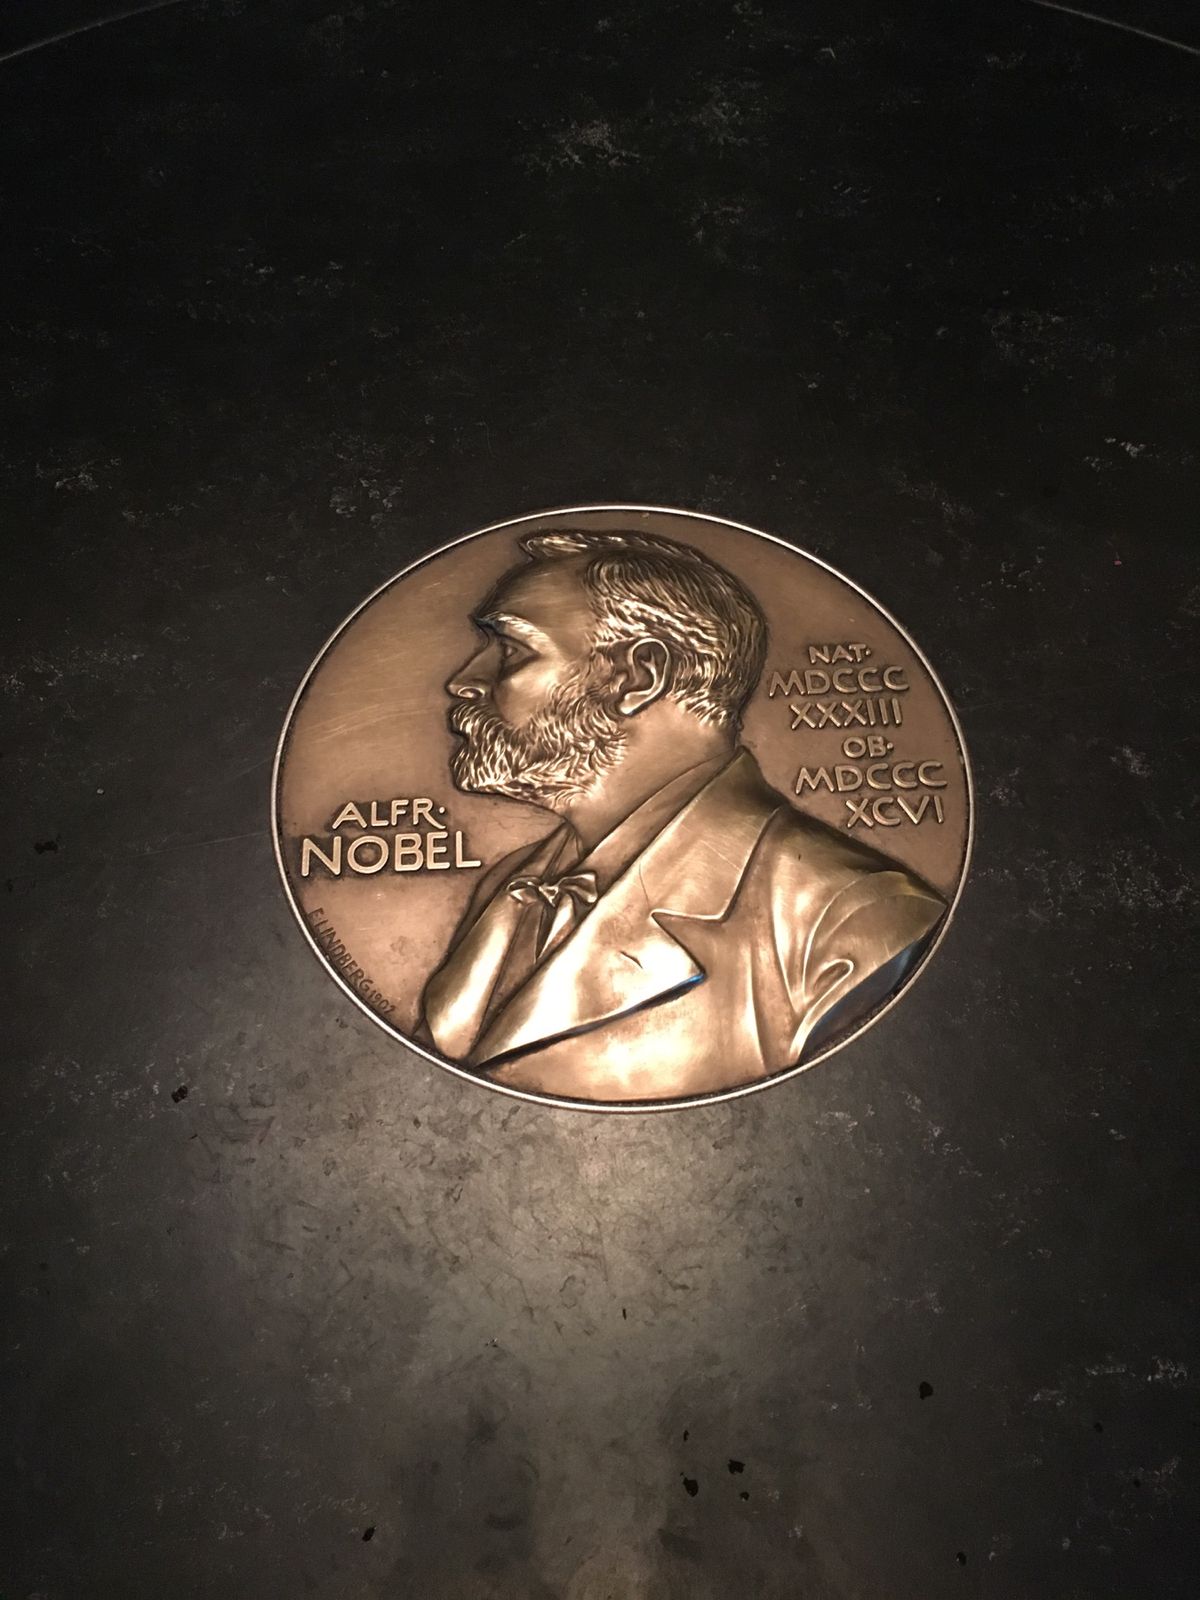 ALFR·
NOBEL
NAT·
MDCCC
XXXIII
OB·
MDCCC
XCVI
E LINDBERG 1902